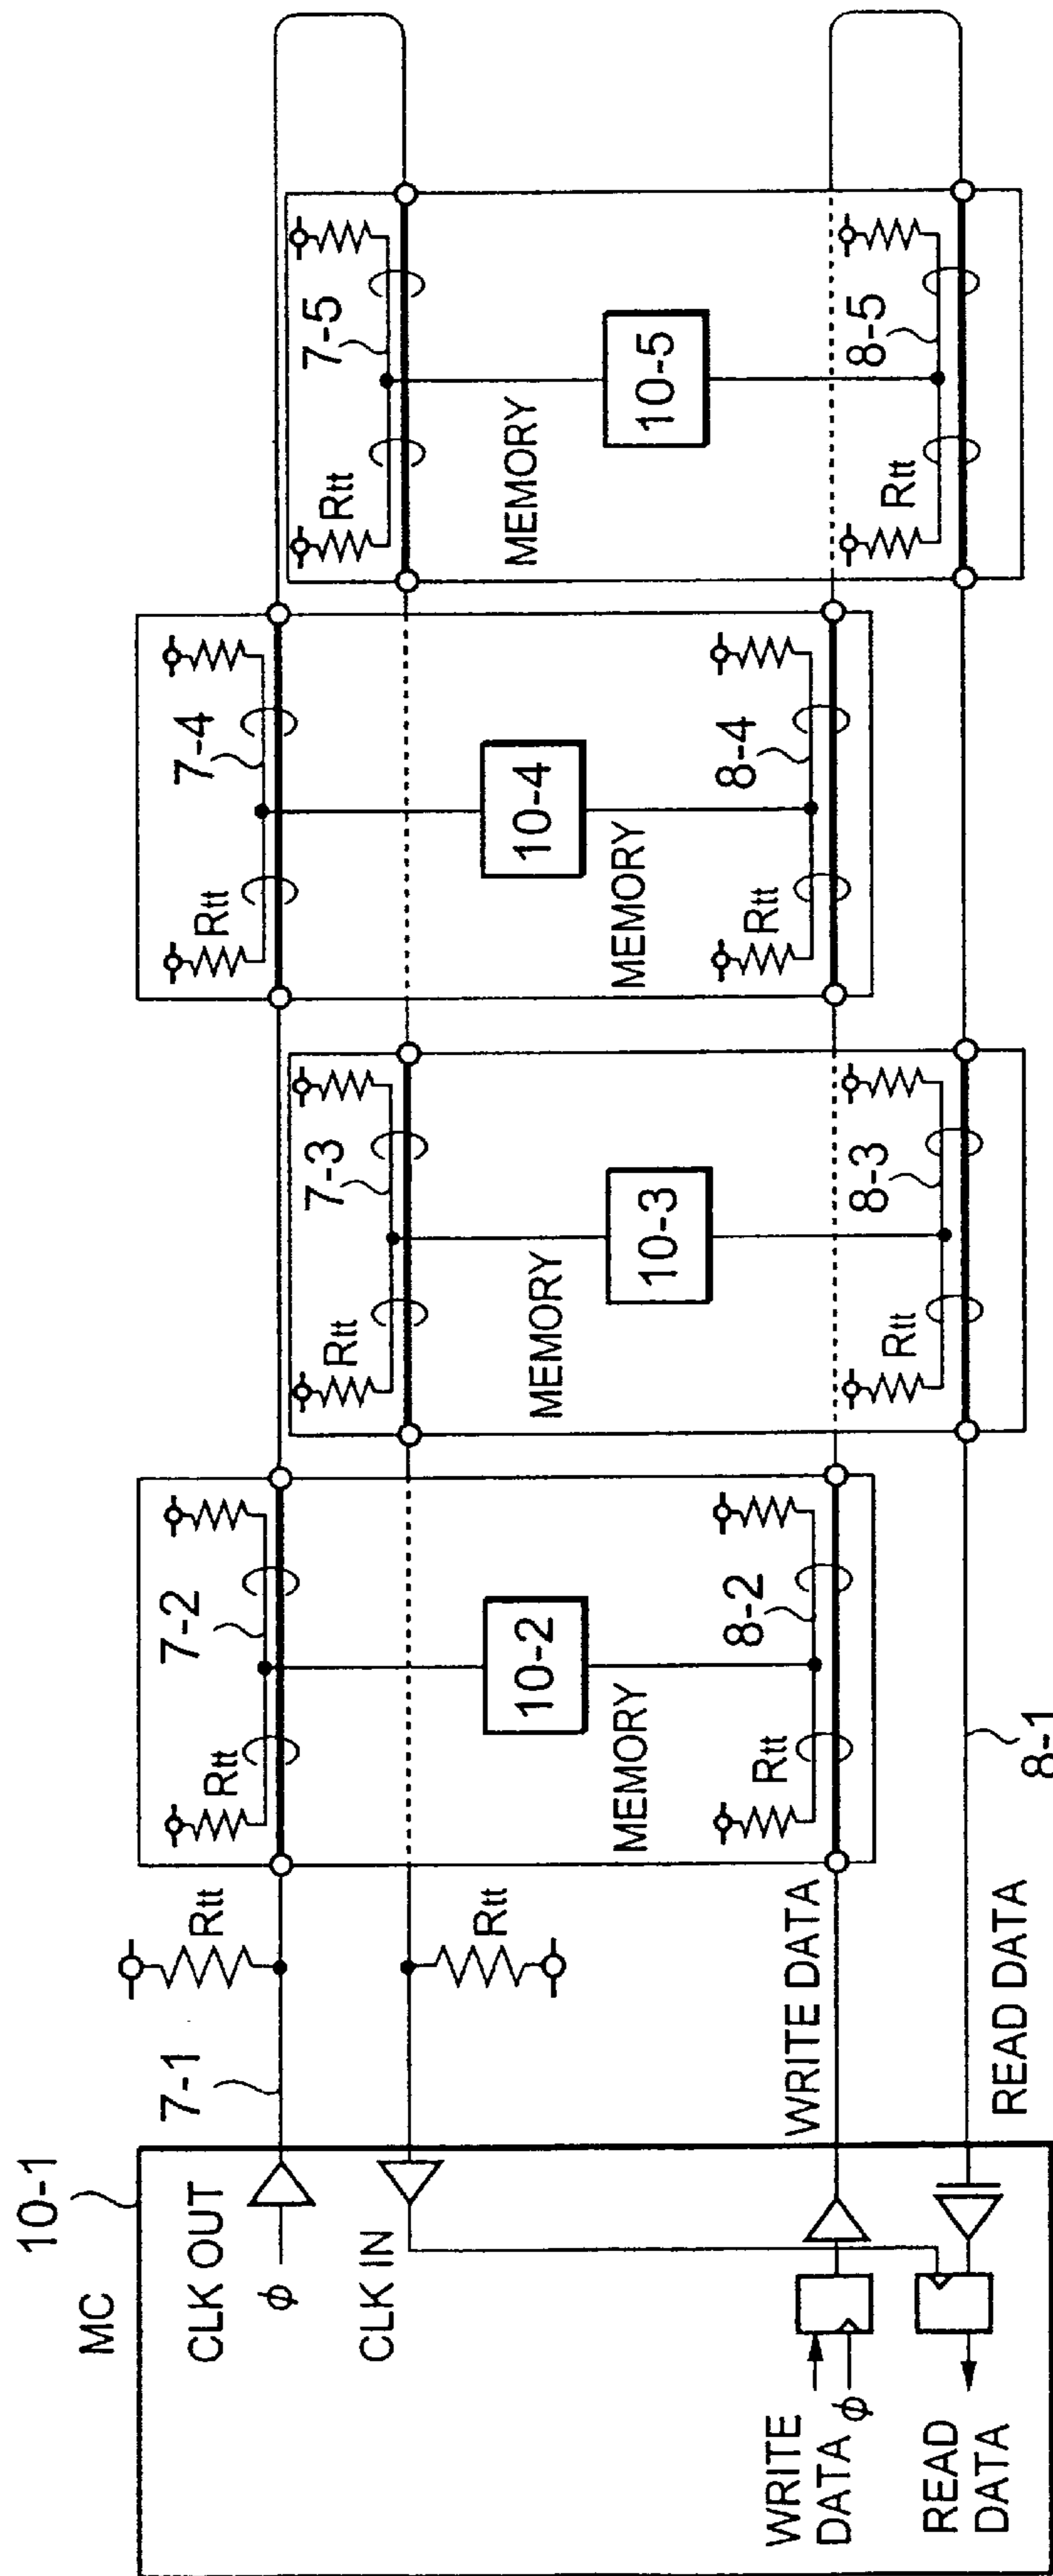 10-1
MC
CLK OUT
ϕ
CLK IN
WRITE
DATA
ϕ
READ
DATA
7-1
Rtt
Rtt
WRITE DATA
READ DATA
8-1
7-2
Rtt
10-2
MEMORY
8-2
Rtt
7-3
Rtt
10-3
MEMORY
8-3
Rtt
7-4
Rtt
10-4
MEMORY
8-4
Rtt
7-5
Rtt
10-5
MEMORY
8-5
Rtt